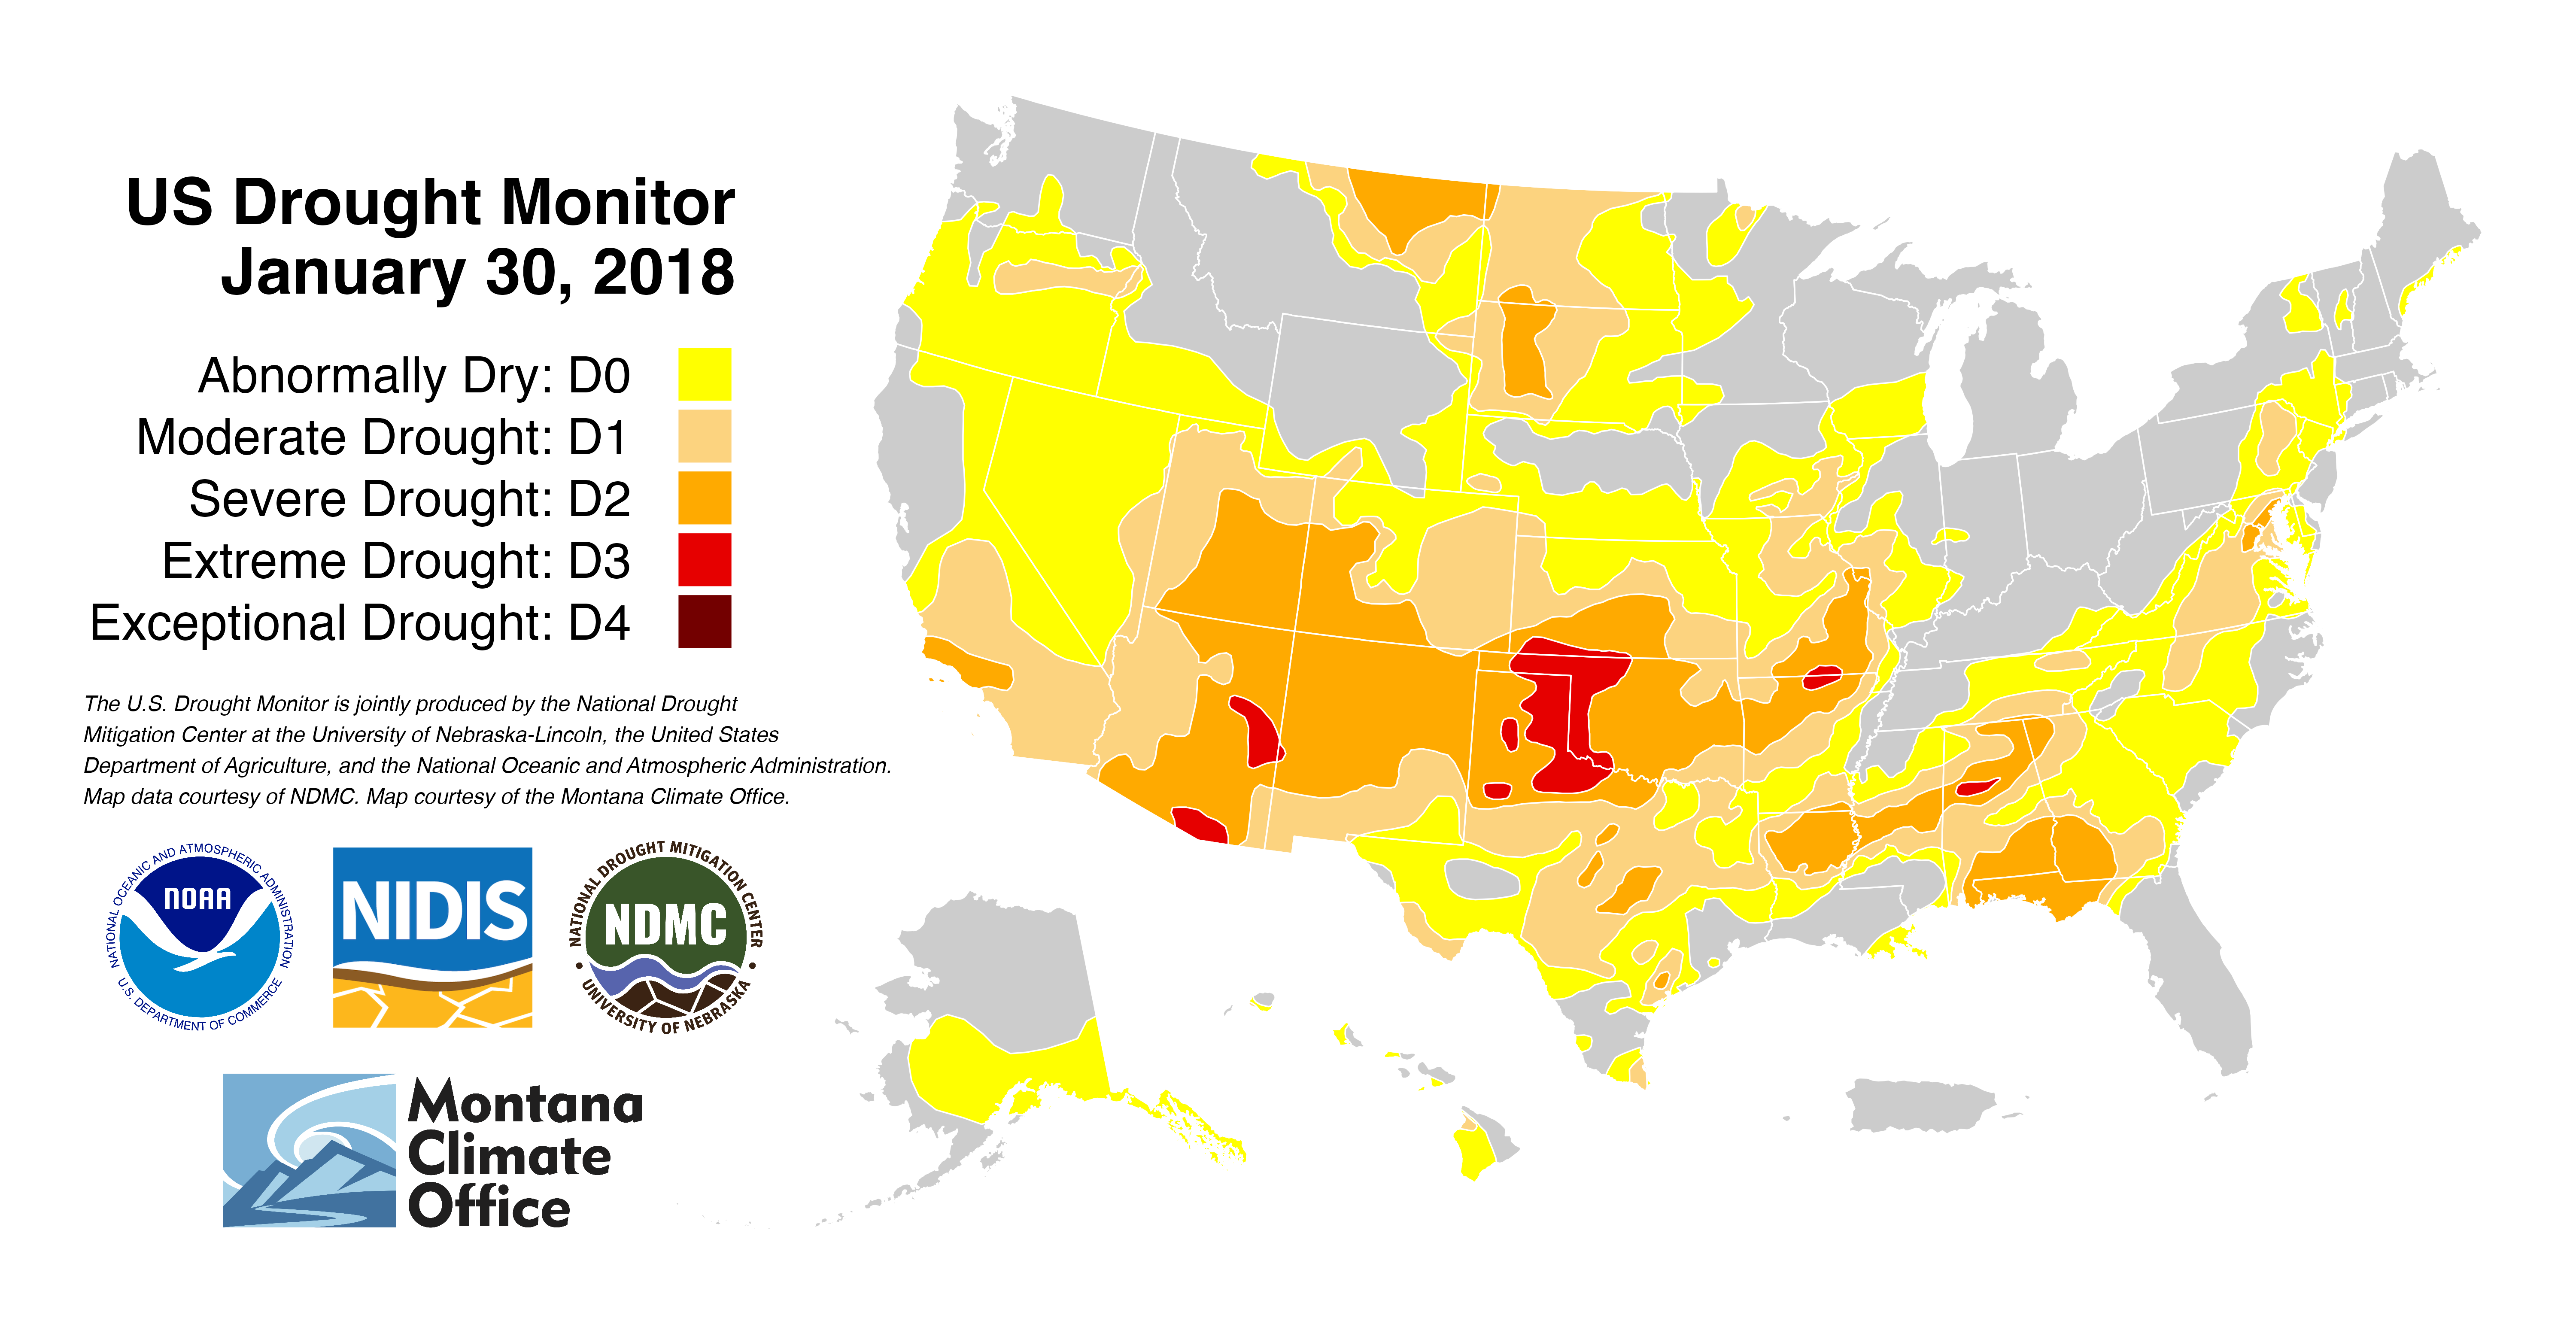 US Drought Monitor
January 30, 2018
Abnormally Dry: D0
Moderate Drought: D1
Severe Drought: D2
Extreme Drought: D3
Exceptional Drought: D4
The U.S. Drought Monitor is jointly produced by the National Drought
Mitigation Center at the University of Nebraska-Lincoln, the United States
Department of Agriculture, and the National Oceanic and Atmospheric Administration.
Map data courtesy of NDMC. Map courtesy of the Montana Climate Office.
NATIONAL OCEANIC AND ATMOSPHERIC ADMINISTRATION
NOAA
U.S. DEPARTMENT OF COMMERCE
NIDIS
NATIONAL DROUGHT MITIGATION CENTER
NDMC
UNIVERSITY OF NEBRASKA
Montana
Climate
Office